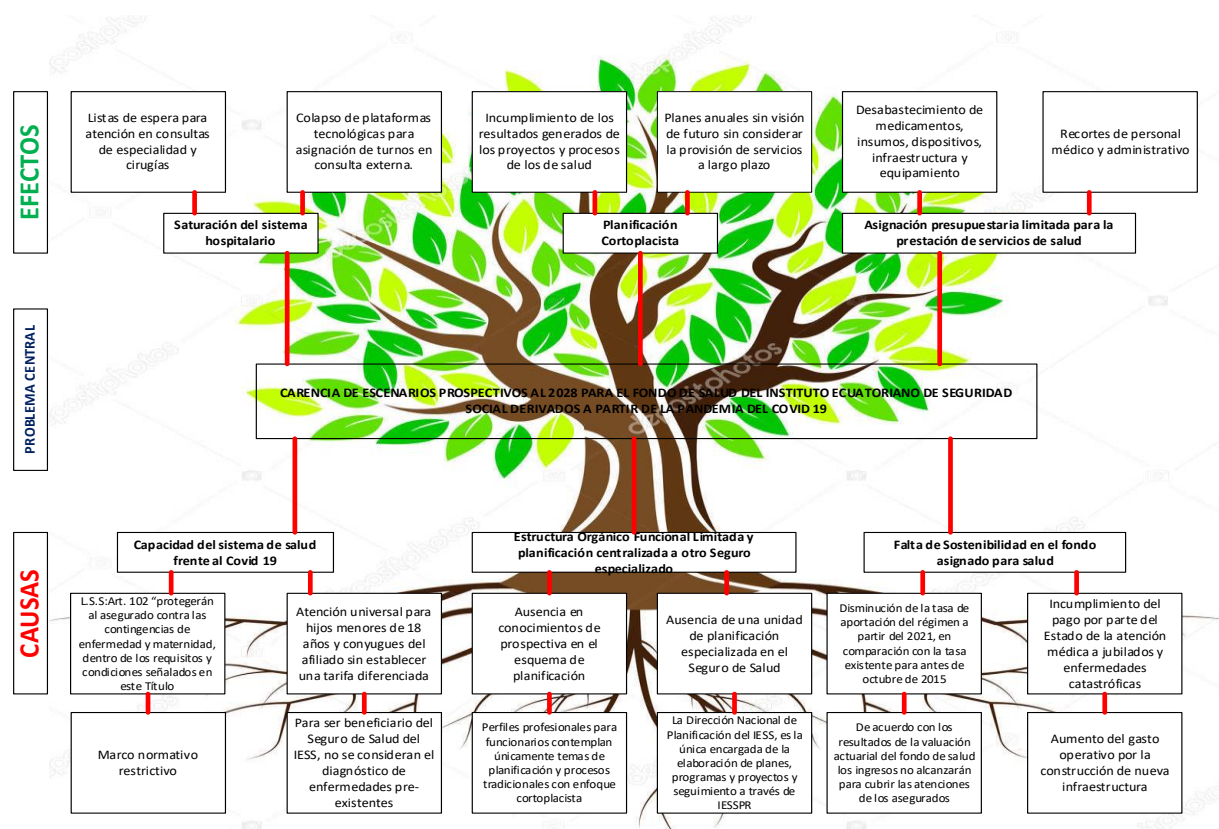 EFECTOS
Listas de espera para
atención en consultas
de especialidad y
cirugías
Colapso de plataformas
tecnológicas para
asignación de turnos en
consulta externa.
Incumplimiento de los
resultados generados de
los proyectos y procesos
de los de salud
Planes anuales sin visión
de futuro sin considerar
la provisión de servicios
a largo plazo
Desabastecimiento de
medicamentos,
insumos, dispositivos,
infraestructura y
equipamiento
Recortes de personal
médico y administrativo
Saturación del sistema
hospitalario
Planificación
Cortoplacista
Asignación presupuestaria limitada para la
prestación de servicios de salud
PROBLEMA CENTRAL
CARENCIA DE ESCENARIOS PROSPECTIVOS AL 2028 PARA EL FONDO DE SALUD DEL INSTITUTO ECUATORIANO DE SEGURIDAD
SOCIAL DERIVADOS A PARTIR DE LA PANDEMIA DEL COVID 19
depositphotos
CAUSAS
Capacidad del sistema de salud
frente al Covid 19
Estructura Orgánico Funcional Limitada y
planificación centralizada a otro Seguro
especializado
Falta de Sostenibilidad en el fondo
asignado para salud
L.S.S:Art. 102 “protegerán
al asegurado contra las
contingencias de
enfermedad y maternidad,
dentro de los requisitos y
condiciones señalados en
este Título
Atención universal para
hijos menores de 18
años y conyugues del
afiliado sin establecer
una tarifa diferenciada
Ausencia en
conocimientos de
prospectiva en el
esquema de
planificación
Ausencia de una unidad
de planificación
especializada en el
Seguro de Salud
Disminución de la tasa de
aportación del régimen a
partir del 2021, en
comparación con la tasa
existente para antes de
octubre de 2015
Incumplimiento del
pago por parte del
Estado de la atención
médica a jubilados y
enfermedades
catastróficas
Marco normativo
restrictivo
Para ser beneficiario del
Seguro de Salud del
IESS, no se consideran el
diagnóstico de
enfermedades pre-
existentes
Perfiles profesionales para
funcionarios contemplan
únicamente temas de
planificación y procesos
tradicionales con enfoque
cortoplacista
La Dirección Nacional de
Planificación del IESS, es la
única encargada de la
elaboración de planes,
programas y proyectos y
seguimiento a través de
IESSPR
De acuerdo con los
resultados de la valuación
actuarial del fondo de salud
los ingresos no alcanzarán
para cubrir las atenciones
de los asegurados
Aumento del gasto
operativo por la
construcción de nueva
infraestructura